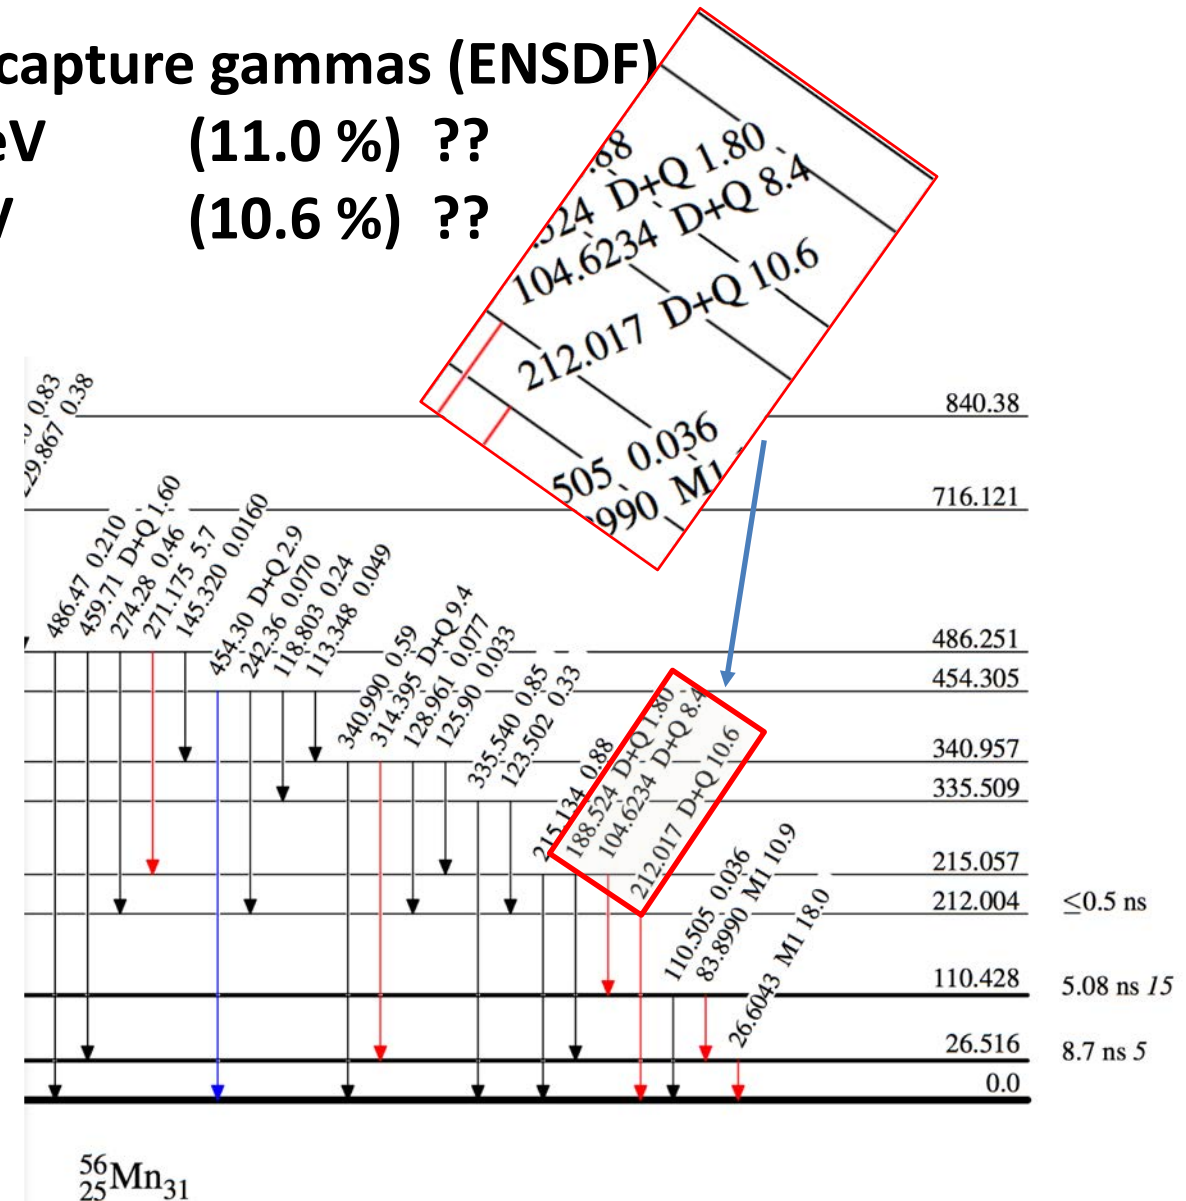 capture gammas (ENSDF)
eV (11.0 %) ??
V (10.6 %) ??
.68
.524 D+Q 1.80
104.6234 D+Q 8.4
212.017 D+Q 10.6
505 0.036
990 M1
0.83
229.867 0.38
840.38
716.121
486.47 0.210
459.71 D+Q 1.60
274.28 0.46
271.175 5.7
145.320 0.0160
486.251
454.30 D+Q 2.9
242.36 0.070
118.803 0.24
113.348 0.049
454.305
340.990 0.59
314.395 D+Q 9.4
128.961 0.077
125.90 0.033
340.957
335.540 0.85
123.502 0.33
335.509
215.134 0.88
188.524 D+Q 1.80
104.6234 D+Q 8.4
215.057
212.017 D+Q 10.6
212.004 ≤0.5 ns
110.505 0.036
83.8990 M1 10.9
110.428 5.08 ns 15
26.6043 M1 18.0
26.516 8.7 ns 5
0.0
56
25Mn31